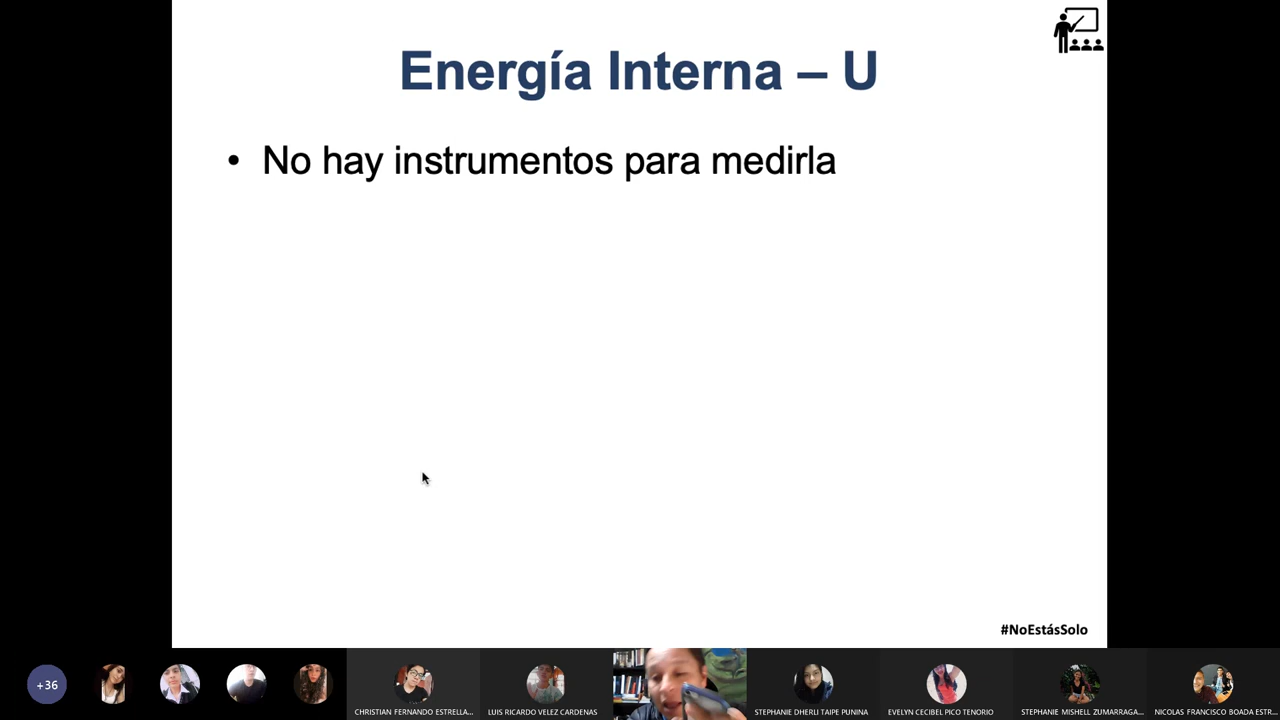 Energía Interna – U
• No hay instrumentos para medirla
#NoEstásSolo
+36
CHRISTIAN FERNANDO ESTRELLA...
LUIS RICARDO VELEZ CARDENAS
STEPHANIE DHERLI TAIPE PUNINA
EVELYN CECIBEL PICO TENORIO
STEPHANIE MISHELL ZUMARRAGA...
NICOLAS FRANCISCO BOADA ESTR...